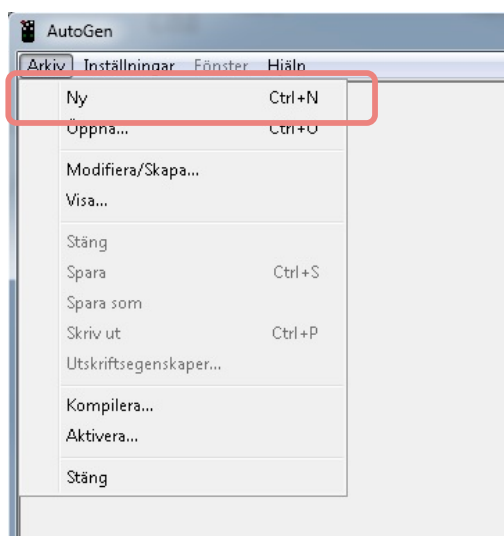 AutoGen
Arkiv Inställningar Fönster Hjälp
Ny Ctrl+N
Öppna... Ctrl+O
Modifiera/Skapa...
Visa...
Stäng
Spara Ctrl+S
Spara som
Skriv ut Ctrl+P
Utskriftsegenskaper...
Kompilera...
Aktivera...
Stäng